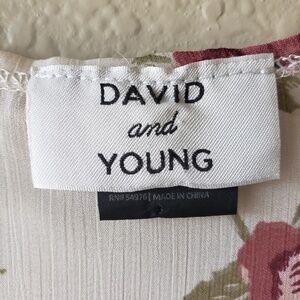 DAVID
and
YOUNG
RN# 54976 | MADE IN CHINA